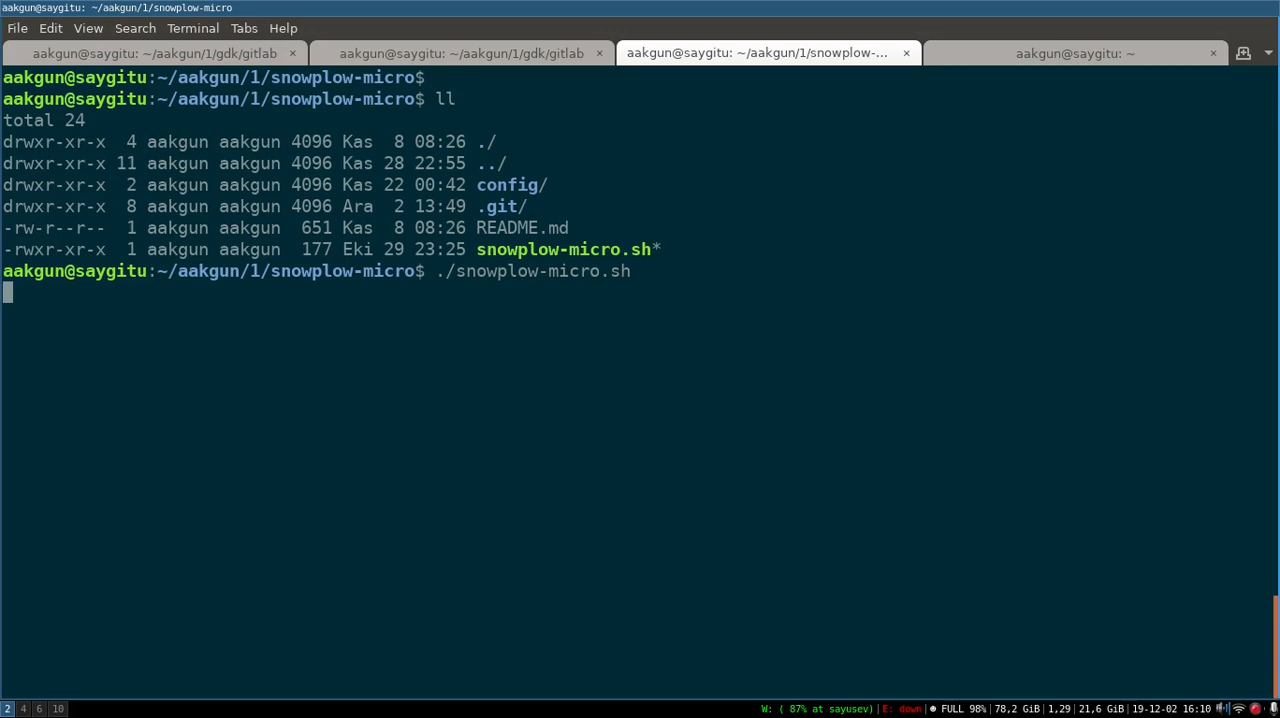 aakgun@saygitu: ~/aakgun/1/snowplow-micro
File Edit View Search Terminal Tabs Help
aakgun@saygitu: ~/aakgun/1/gdk/gitlab × aakgun@saygitu: ~/aakgun/1/gdk/gitlab × aakgun@saygitu: ~/aakgun/1/snowplow-... × aakgun@saygitu: ~ ×
aakgun@saygitu:~/aakgun/1/snowplow-micro$
aakgun@saygitu:~/aakgun/1/snowplow-micro$ ll
total 24
drwxr-xr-x  4 aakgun aakgun 4096 Kas  8 08:26 ./
drwxr-xr-x 11 aakgun aakgun 4096 Kas 28 22:55 ../
drwxr-xr-x  2 aakgun aakgun 4096 Kas 22 00:42 config/
drwxr-xr-x  8 aakgun aakgun 4096 Ara  2 13:49 .git/
-rw-r--r--  1 aakgun aakgun  651 Kas  8 08:26 README.md
-rwxr-xr-x  1 aakgun aakgun  177 Eki 29 23:25 snowplow-micro.sh*
aakgun@saygitu:~/aakgun/1/snowplow-micro$ ./snowplow-micro.sh
2 4 6 10 W: ( 87% at sayusev)|E: down|☻ FULL 98%|78,2 GiB|1,29|21,6 GiB|19-12-02 16:10